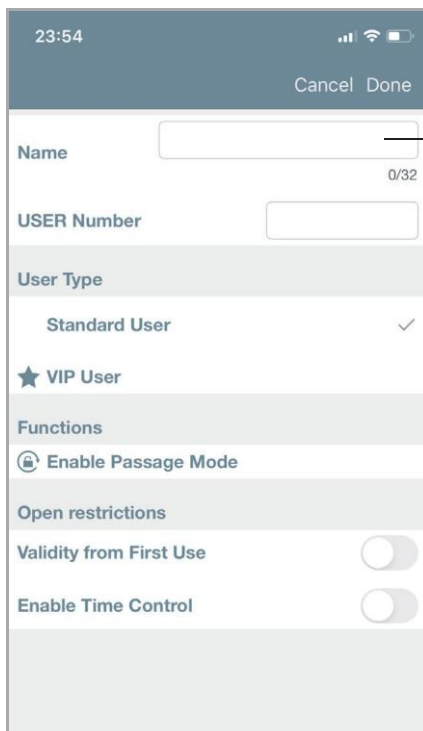 23:54
Cancel Done
Name
0/32
USER Number
User Type
Standard User
VIP User
Functions
Enable Passage Mode
Open restrictions
Validity from First Use
Enable Time Control